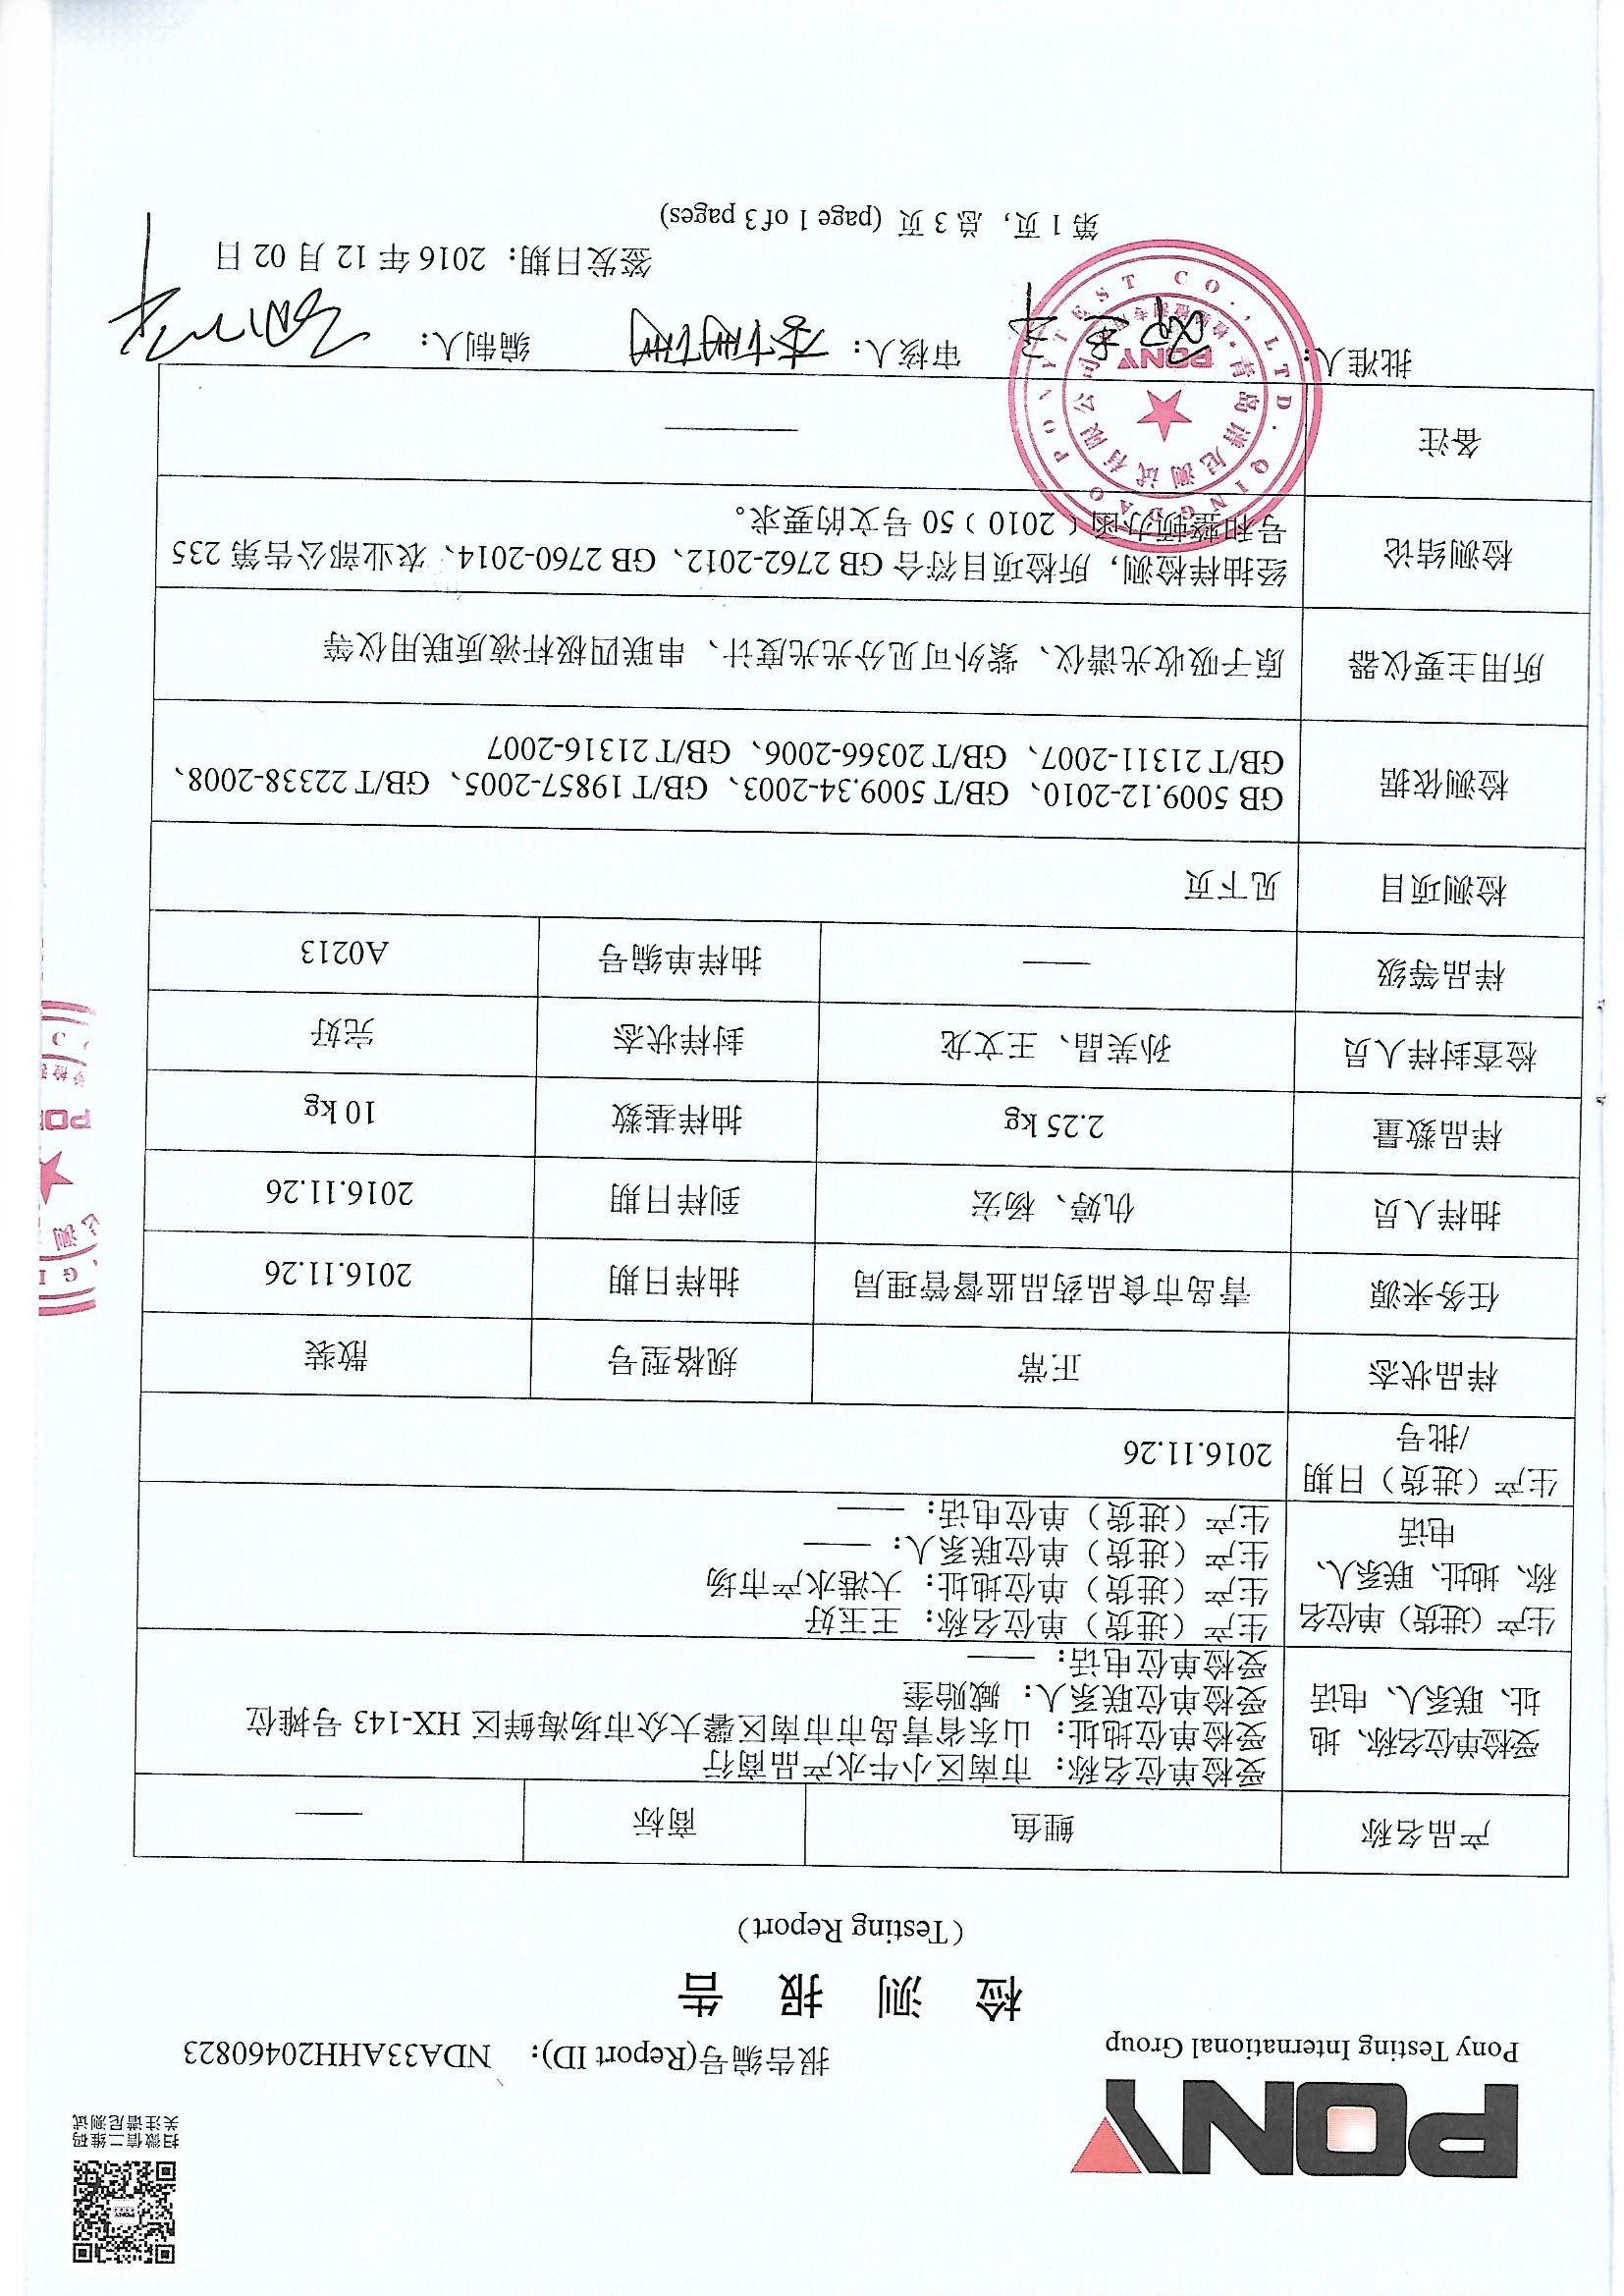 扫微信二维码
关注谱尼测试
PONY
Pony Testing International Group
报告编号(Report ID)： NDA33AHH20460823
检 测 报 告
（Testing Report）
产品名称 鲤鱼 商标 ——
受检单位名称、地址、联系人、电话
受检单位名称：市南区小牛水产品商行
受检单位地址：山东省青岛市市南区馨大众市场海鲜区 HX-143 号摊位
受检单位联系人：臧贻奎
受检单位电话：——
生产（进货）单位名称、地址、联系人、电话
生产（进货）单位名称：王玉好
生产（进货）单位地址：大港水产市场
生产（进货）单位联系人：——
生产（进货）单位电话：——
生产（进货）日期/批号 2016.11.26
样品状态 正常 规格型号 散装
任务来源 青岛市食品药品监督管理局 抽样日期 2016.11.26
抽样人员 仇婷、杨宏 到样日期 2016.11.26
样品数量 2.25 kg 抽样基数 10 kg
检查封样人员 孙芙晶、王文龙 封样状态 完好
样品等级 —— 抽样单编号 A0213
检测项目 见下页
检测依据
GB 5009.12-2010、GB/T 5009.34-2003、GB/T 19857-2005、GB/T 22338-2008、
GB/T 21311-2007、GB/T 20366-2006、GB/T 21316-2007
所用主要仪器 原子吸收光谱仪、紫外可见分光光度计、串联四极杆液质联用仪等
检测结论
经抽样检测，所检项目符合 GB 2762-2012、GB 2760-2014、农业部公告第 235
号和整顿办函﹝2010﹞50 号文的要求。
备注 ——
QINGDAO PONY TEST CO., LTD.
青岛谱尼测试有限公司
PONY
检验检测专用章
批准人： 审核人：李珊珊 编制人：
签发日期：2016 年 12 月 02 日
第 1 页，总 3 页 (page 1 of 3 pages)